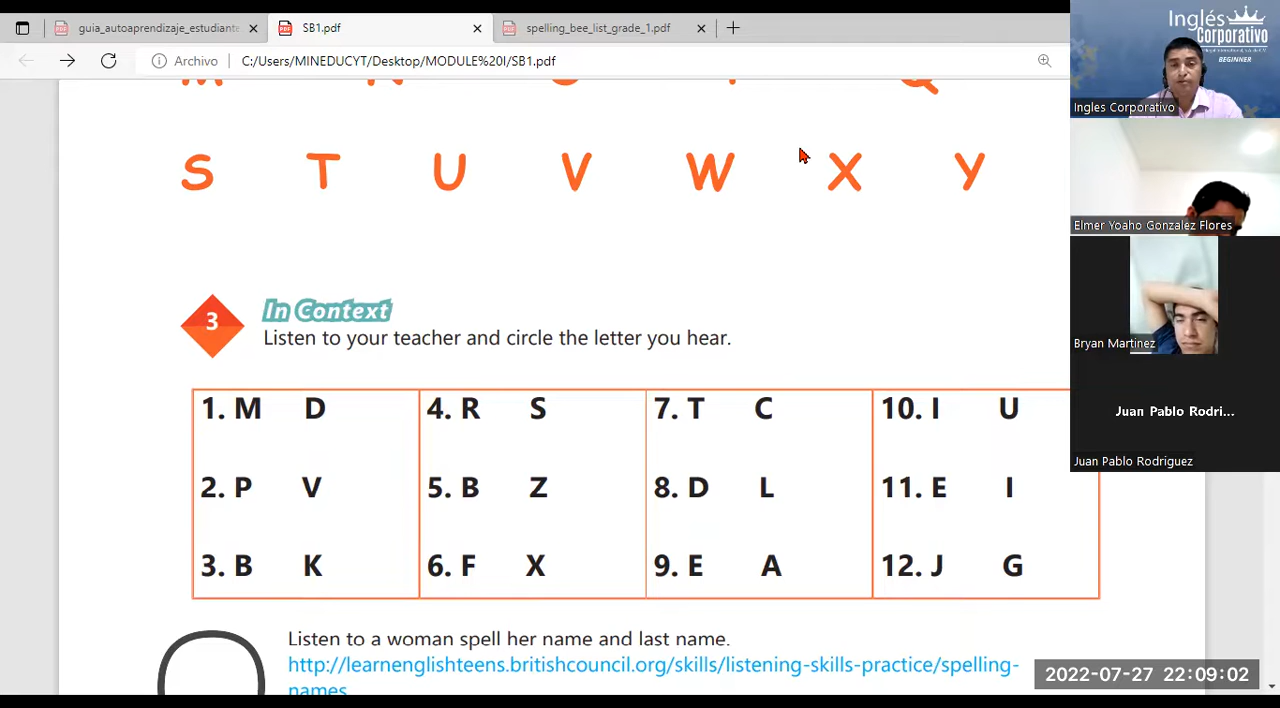 guia_autoaprendizaje_estudiante
SB1.pdf
spelling_bee_list_grade_1.pdf
Archivo
C:/Users/MINEDUCYT/Desktop/MODULE%20I/SB1.pdf
S T U V W X Y
3
In Context
Listen to your teacher and circle the letter you hear.
1. M D 4. R S 7. T C 10. I U
2. P V 5. B Z 8. D L 11. E I
3. B K 6. F X 9. E A 12. J G
Listen to a woman spell her name and last name.
http://learnenglishteens.britishcouncil.org/skills/listening-skills-practice/spelling-
names
Inglés
Corporativo
BEGINNER
Ingles Corporativo
Elmer Yoaho Gonzalez Flores
Bryan Martinez
Juan Pablo Rodri...
Juan Pablo Rodriguez
2022-07-27 22:09:02